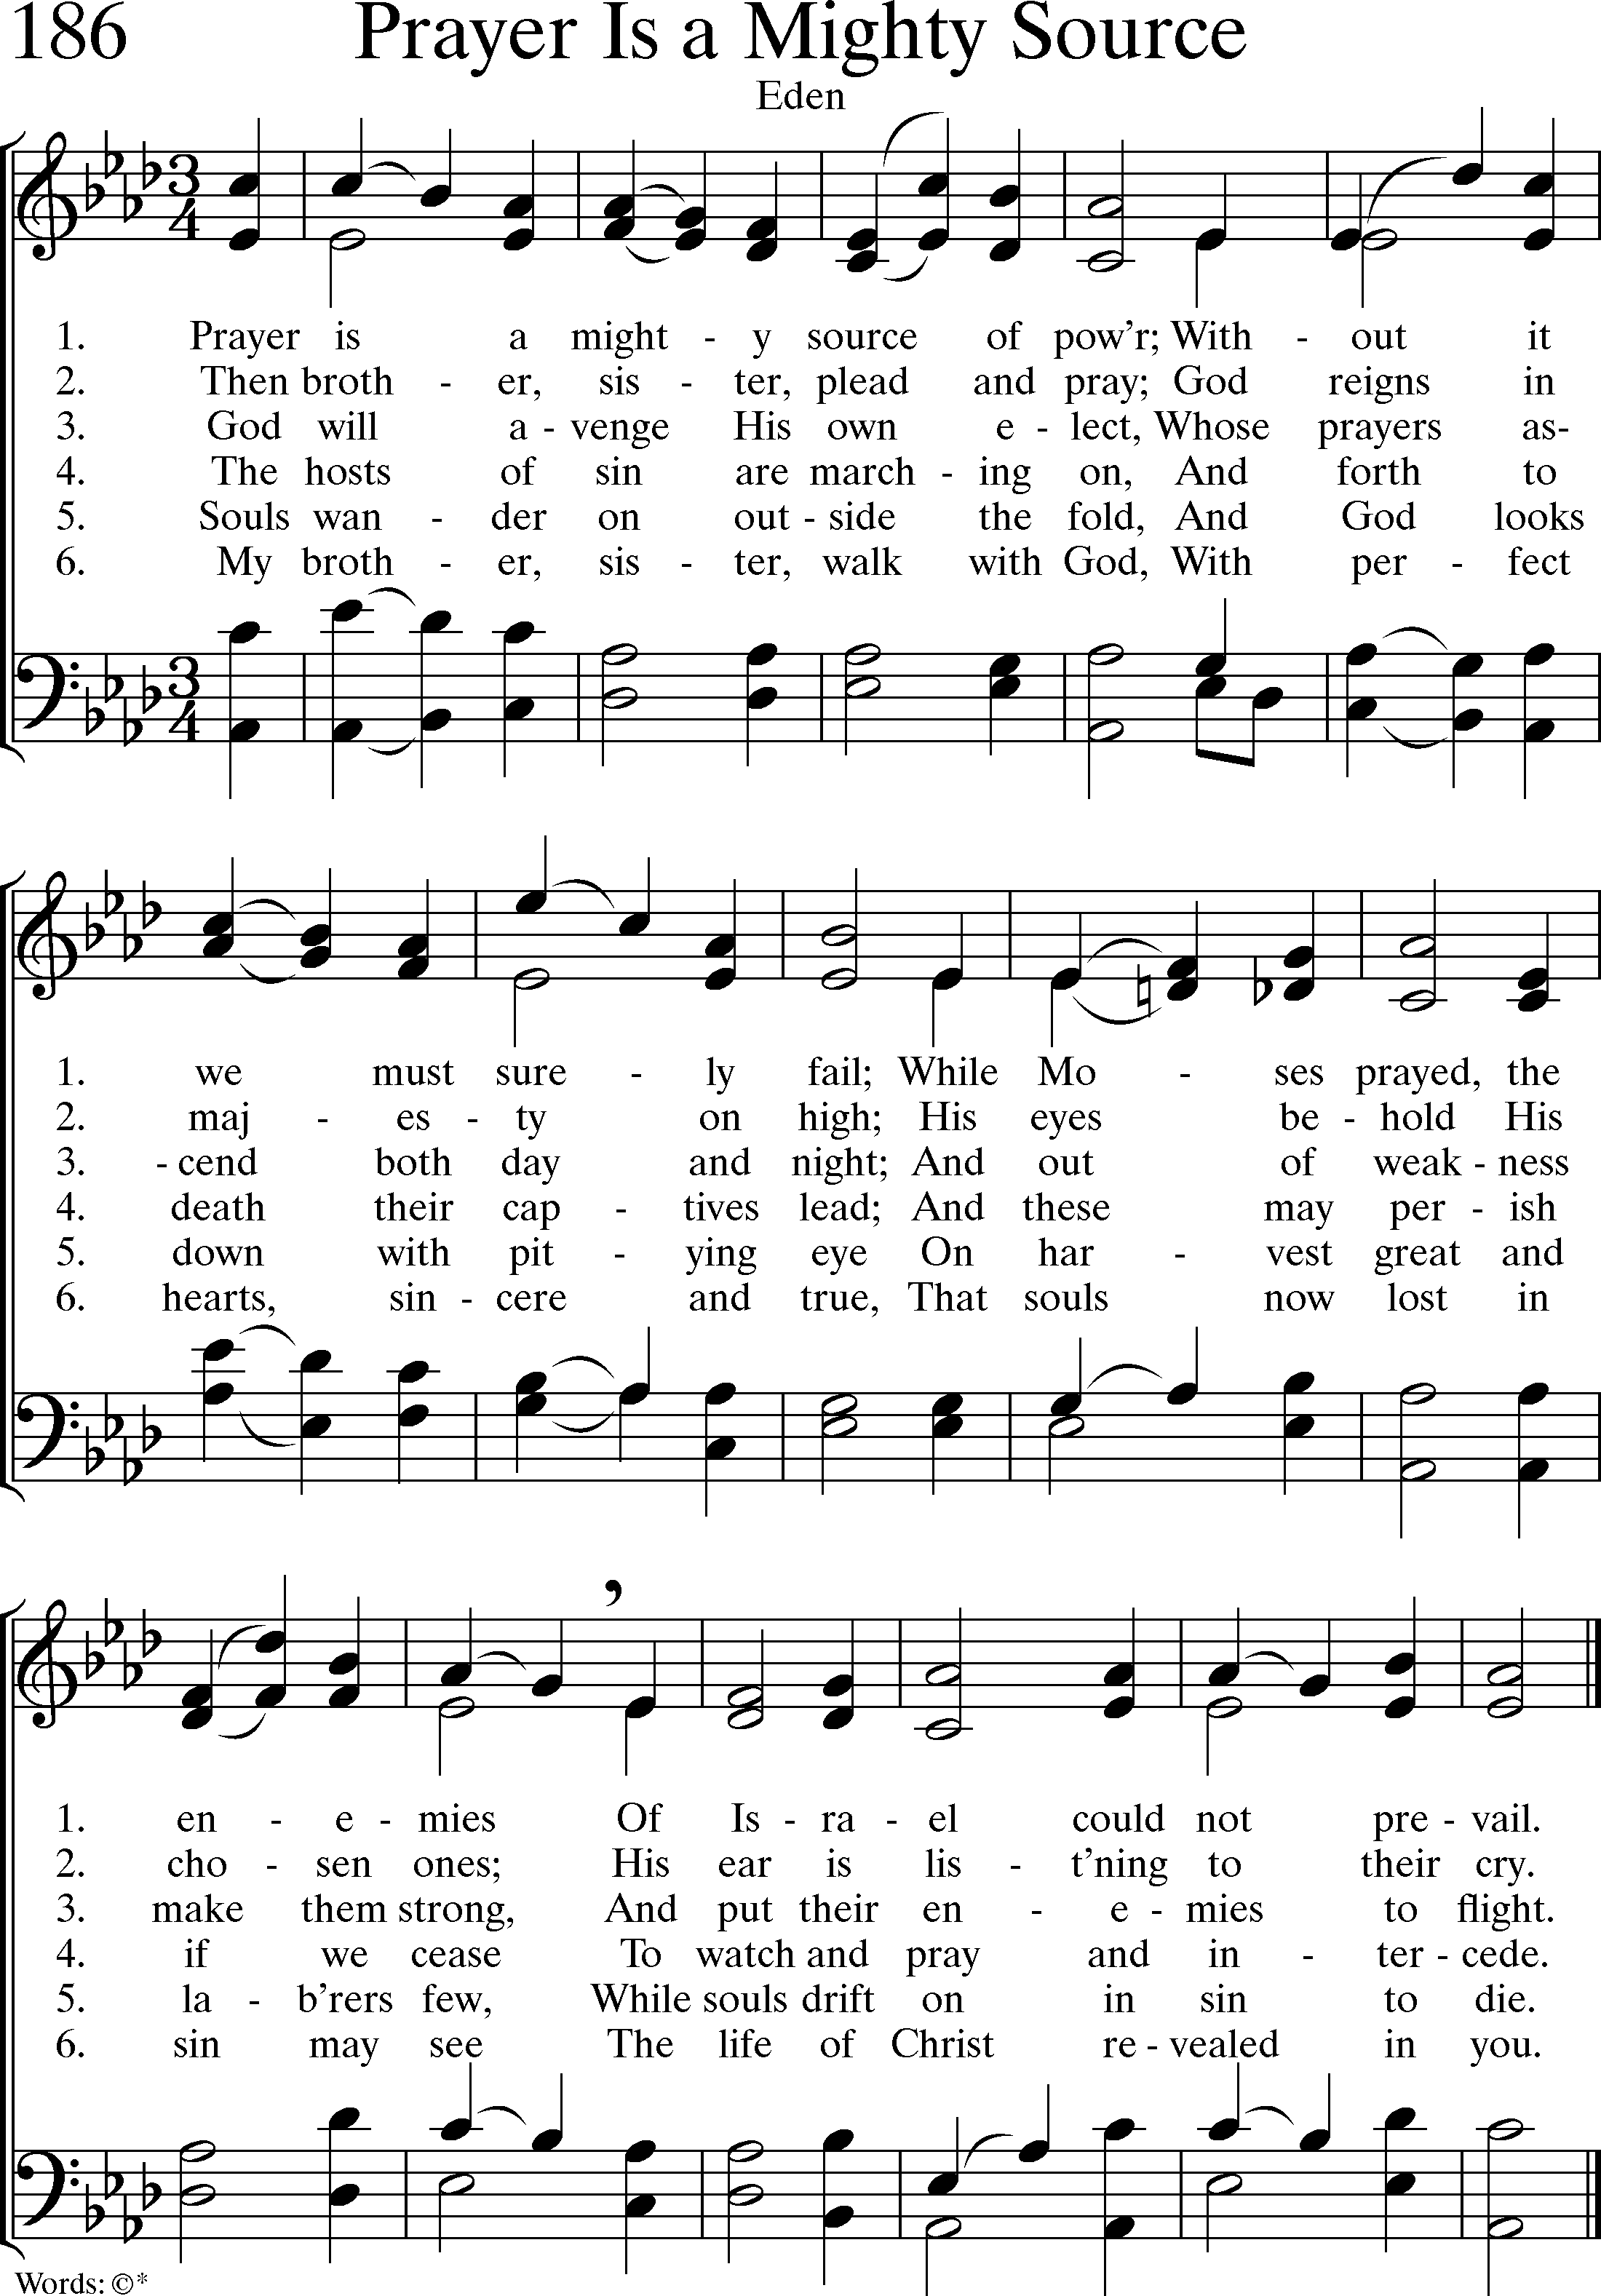 186 Prayer Is a Mighty Source
Eden
1. Prayer is a might - y source of pow'r; With - out it
2. Then broth - er, sis - ter, plead and pray; God reigns in
3. God will a - venge His own e - lect, Whose prayers as-
4. The hosts of sin are march - ing on, And forth to
5. Souls wan - der on out - side the fold, And God looks
6. My broth - er, sis - ter, walk with God, With per - fect
1. we must sure - ly fail; While Mo - ses prayed, the
2. maj - es - ty on high; His eyes be - hold His
3. - cend both day and night; And out of weak - ness
4. death their cap - tives lead; And these may per - ish
5. down with pit - ying eye On har - vest great and
6. hearts, sin - cere and true, That souls now lost in
1. en - e - mies Of Is - ra - el could not pre - vail.
2. cho - sen ones; His ear is lis - t'ning to their cry.
3. make them strong, And put their en - e - mies to flight.
4. if we cease To watch and pray and in - ter - cede.
5. la - b'rers few, While souls drift on in sin to die.
6. sin may see The life of Christ re - vealed in you.
Words: ©*